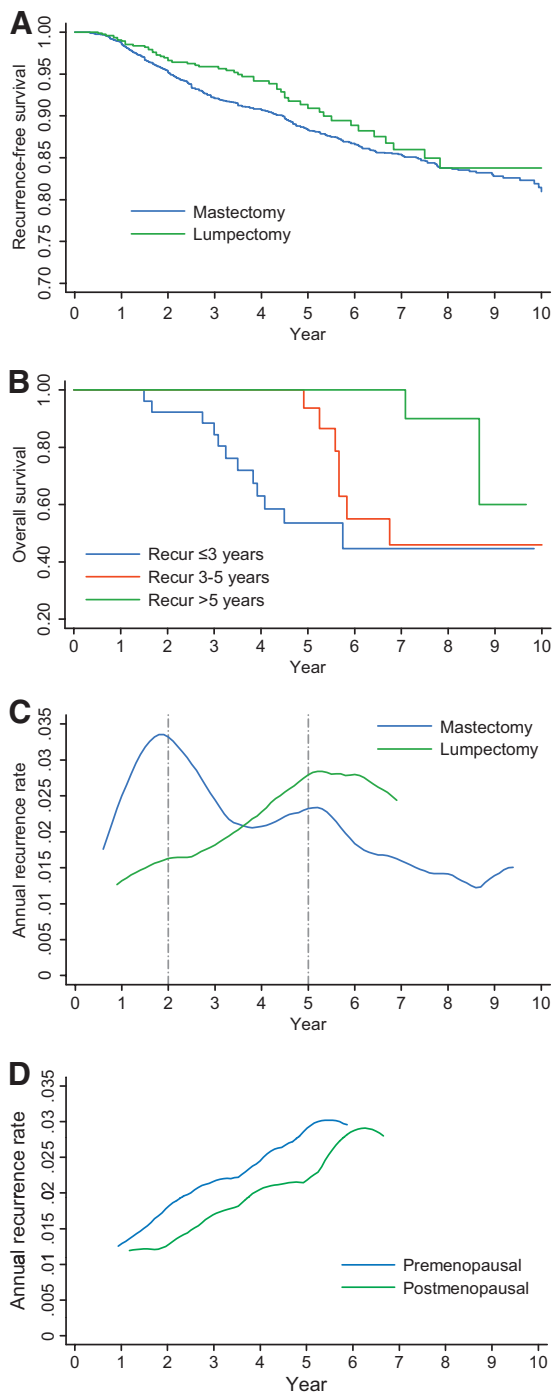 A
Recurrence-free survival
1.00
0.95
0.90
0.85
0.80
0.75
0.70
Mastectomy
Lumpectomy
0 1 2 3 4 5 6 7 8 9 10
Year
B
Overall survival
1.00
0.80
0.60
0.40
0.20
Recur ≤3 years
Recur 3-5 years
Recur >5 years
0 1 2 3 4 5 6 7 8 9 10
Year
C
Annual recurrence rate
.035
.03
.025
.02
.015
.01
.005
0
Mastectomy
Lumpectomy
0 1 2 3 4 5 6 7 8 9 10
Year
D
Annual recurrence rate
.035
.03
.025
.02
.015
.01
.005
0
Premenopausal
Postmenopausal
0 1 2 3 4 5 6 7 8 9 10
Year